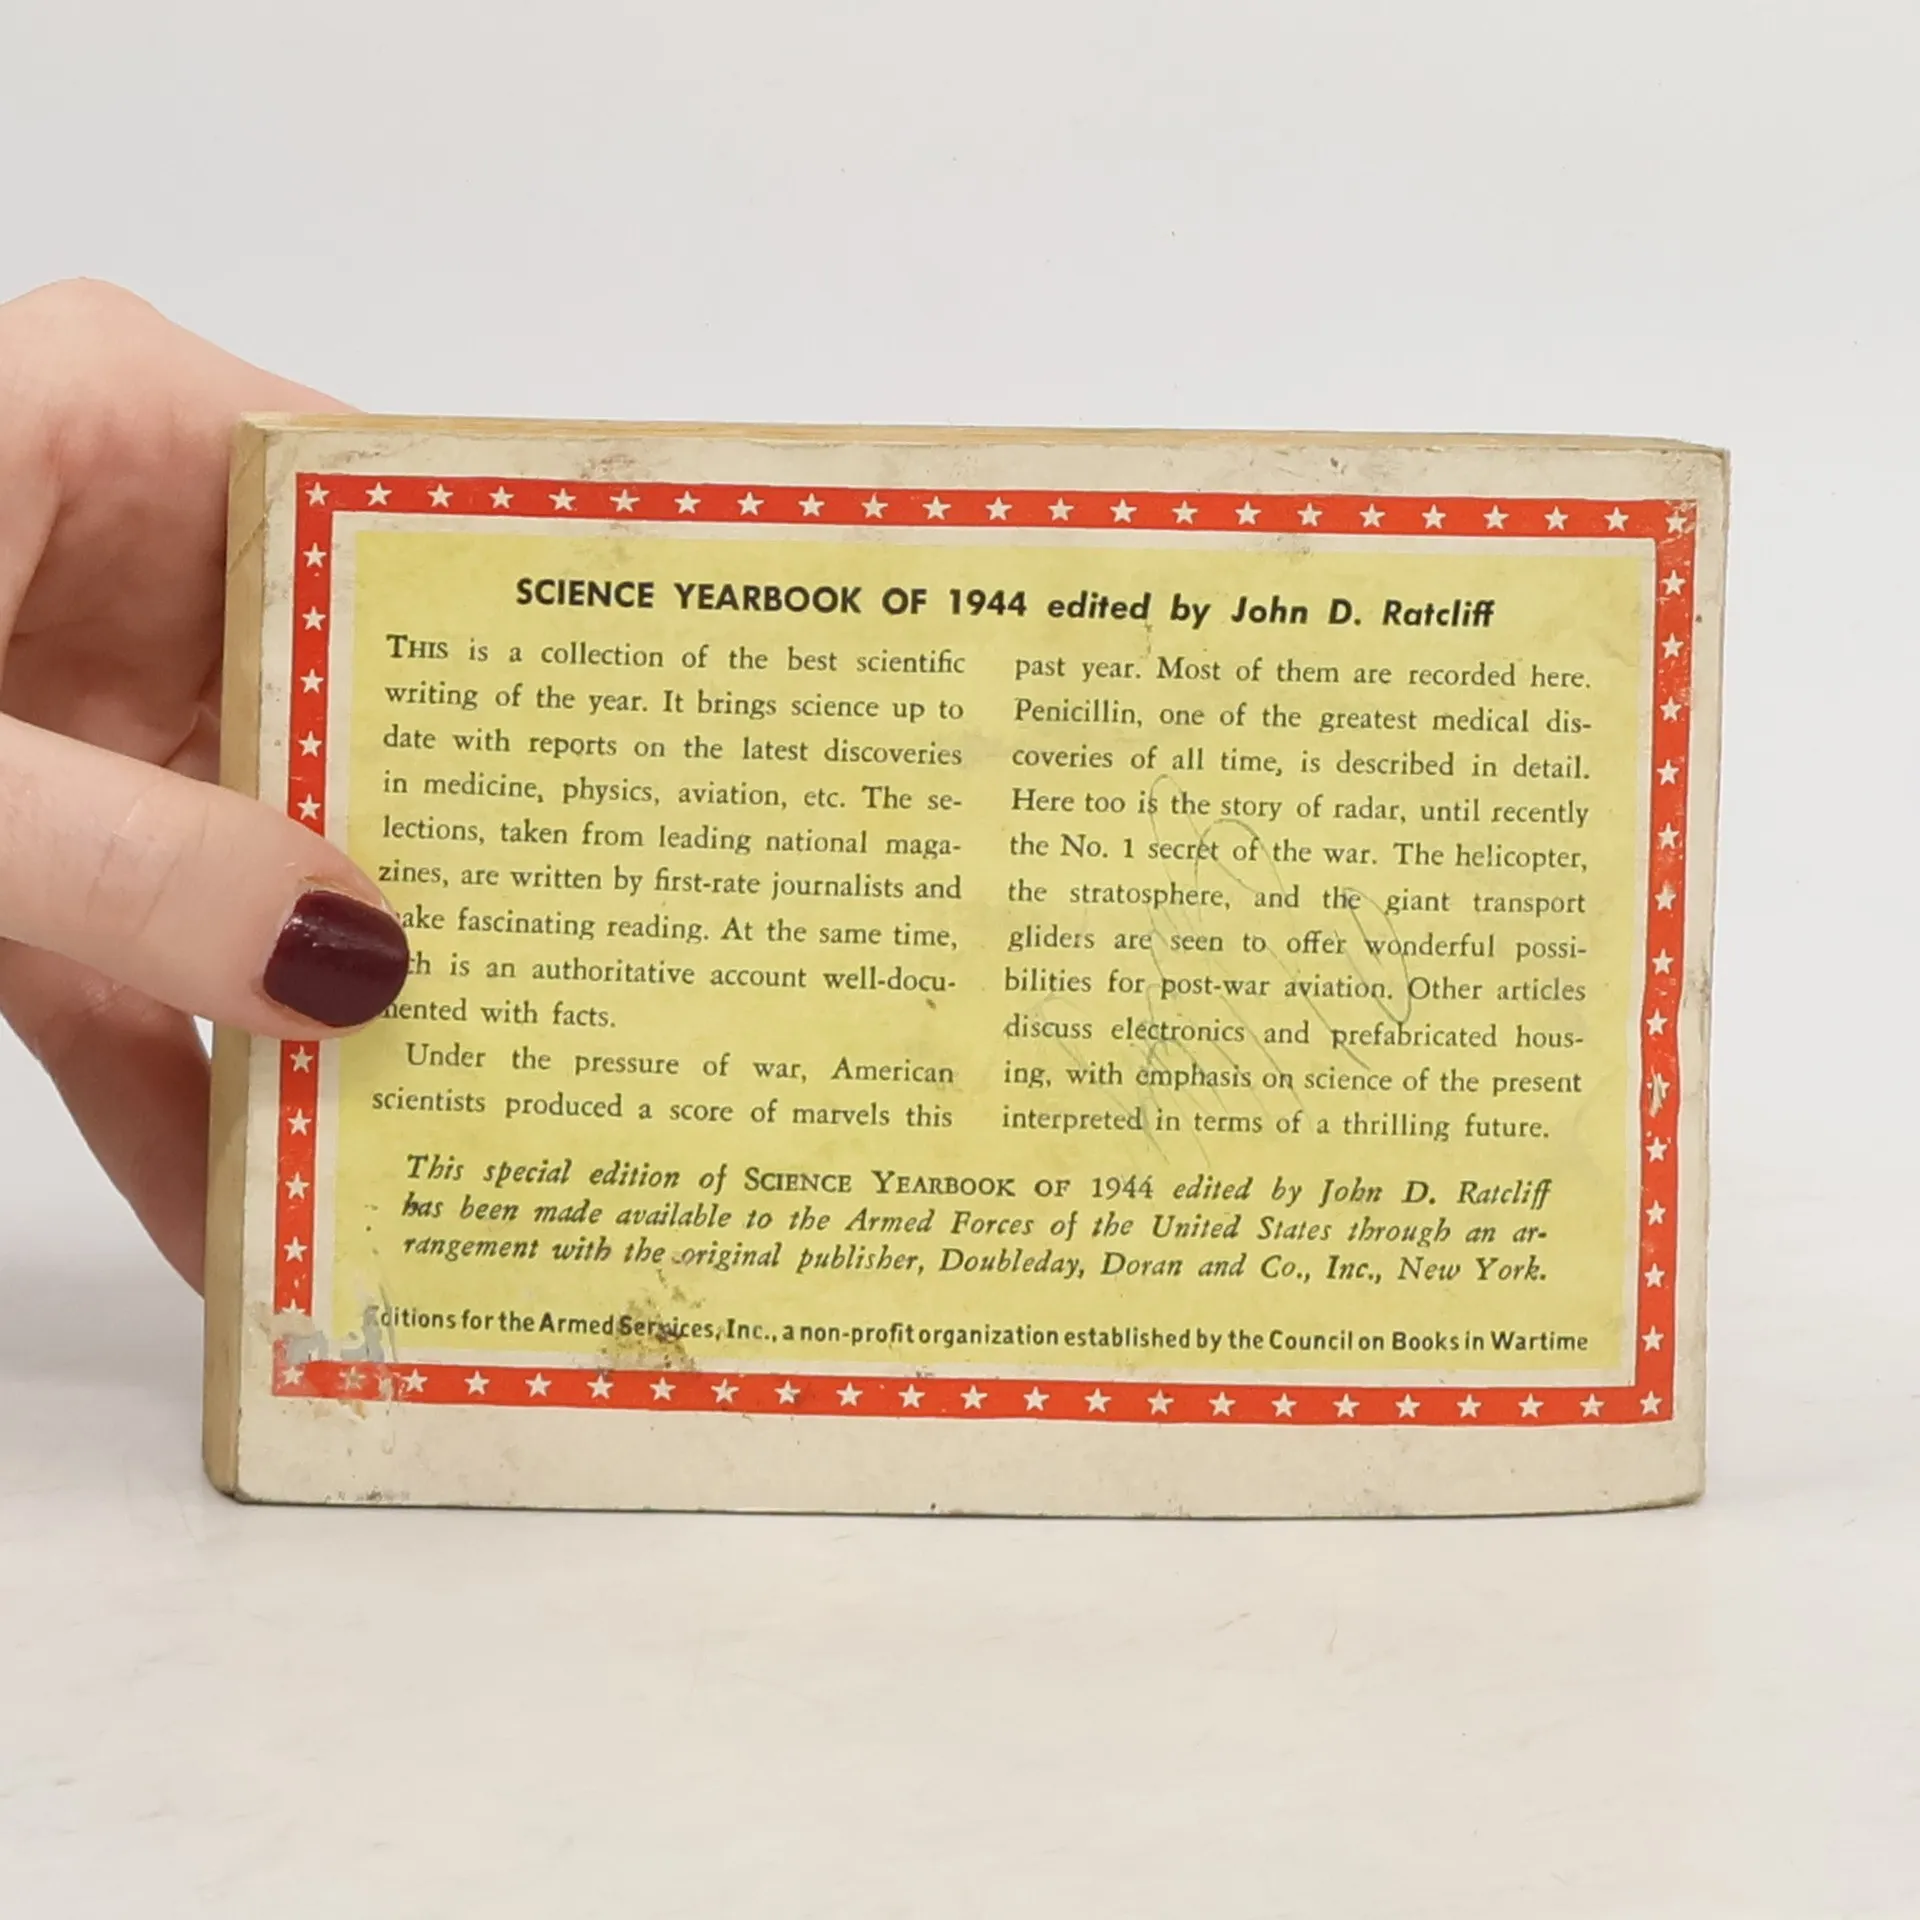 SCIENCE YEARBOOK OF 1944 edited by John D. Ratcliff
THIS is a collection of the best scientific
writing of the year. It brings science up to
date with reports on the latest discoveries
in medicine, physics, aviation, etc. The se-
lections, taken from leading national maga-
zines, are written by first-rate journalists and
fascinating reading. At the same time,
is an authoritative account well-docu-
mented with facts.
Under the pressure of war, American
scientists produced a score of marvels this
past year. Most of them are recorded here.
Penicillin, one of the greatest medical dis-
coveries of all time, is described in detail.
Here too is the story of radar, until recently
the No. 1 secret of the war. The helicopter,
the stratosphere, and the giant transport
gliders are seen to offer wonderful possi-
bilities for post-war aviation. Other articles
discuss electronics and prefabricated hous-
ing, with emphasis on science of the present
interpreted in terms of a thrilling future.
This special edition of SCIENCE YEARBOOK OF 1944 edited by John D. Ratcliff
has been made available to the Armed Forces of the United States through an ar-
rangement with the original publisher, Doubleday, Doran and Co., Inc., New York.
Editions for the Armed Services, Inc., a non-profit organization established by the Council on Books in Wartime